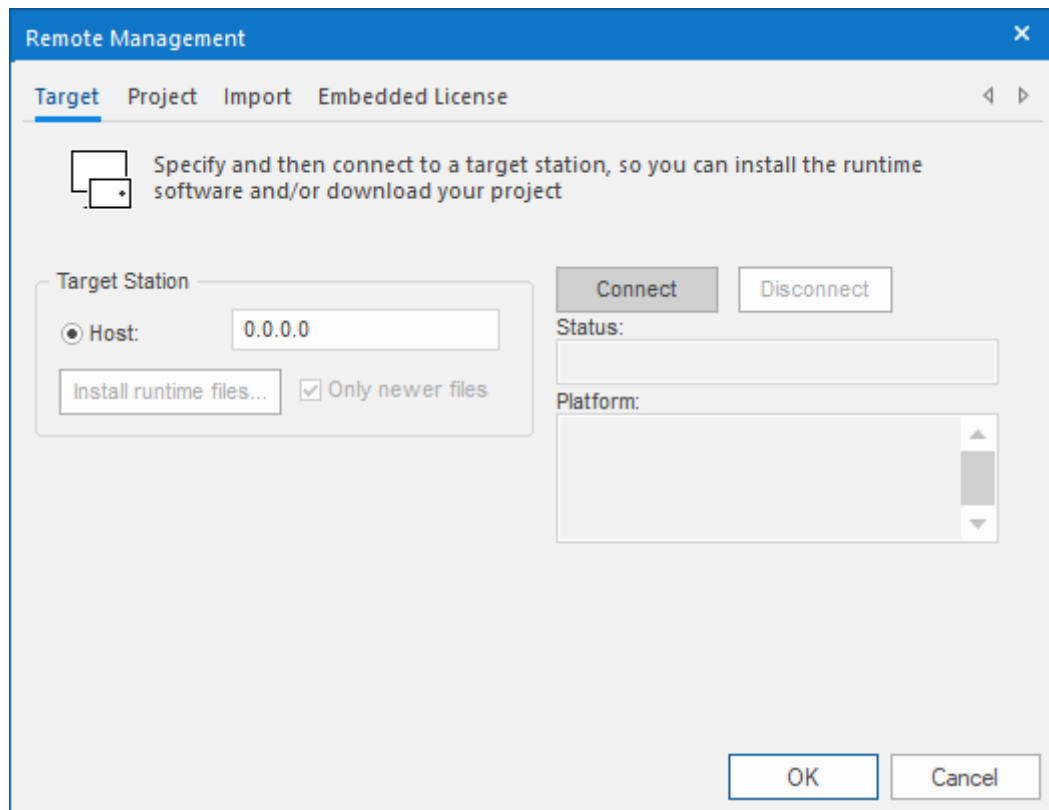 Remote Management
Target Project Import Embedded License
Specify and then connect to a target station, so you can install the runtime
software and/or download your project
Target Station
Host: 0.0.0.0
Install runtime files... Only newer files
Connect Disconnect
Status:
Platform:
OK Cancel